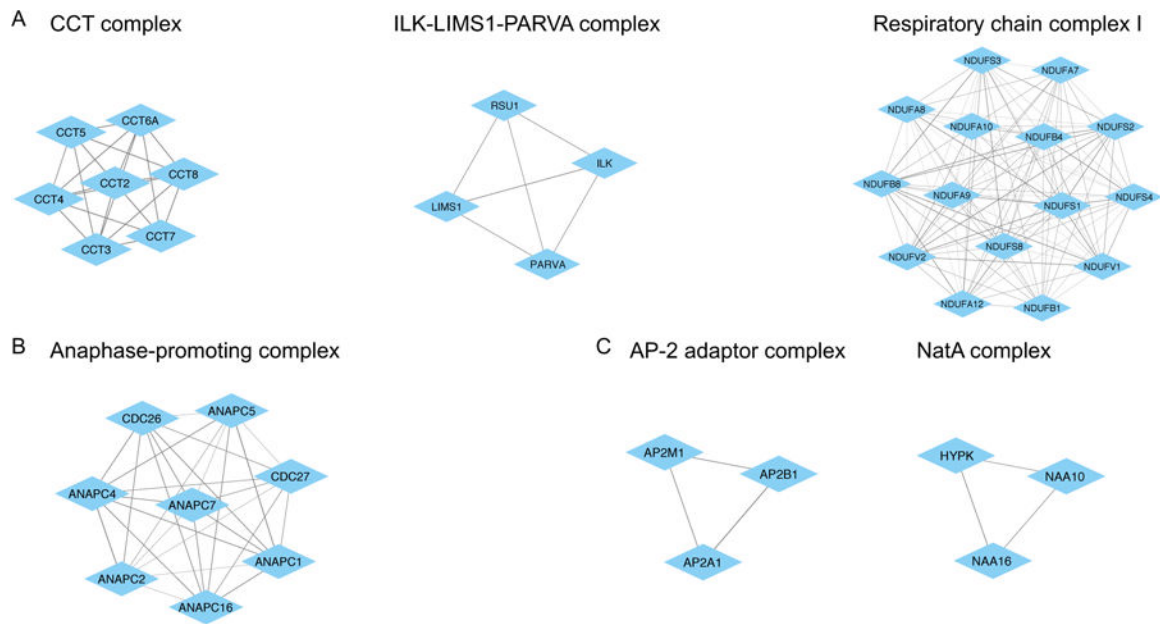 A
CCT complex
CCT6A
CCT5
CCT8
CCT2
CCT4
CCT7
CCT3
ILK-LIMS1-PARVA complex
RSU1
ILK
LIMS1
PARVA
Respiratory chain complex I
NDUFS3
NDUFA7
NDUFA8
NDUFA10
NDUFB4
NDUFS2
NDUFB8
NDUFA9
NDUFS1
NDUFS4
NDUFS8
NDUFV2
NDUFV1
NDUFA12
NDUFB1
B
Anaphase-promoting complex
CDC26
ANAPC5
CDC27
ANAPC4
ANAPC7
ANAPC1
ANAPC2
ANAPC16
C
AP-2 adaptor complex
AP2M1
AP2B1
AP2A1
NatA complex
HYPK
NAA10
NAA16